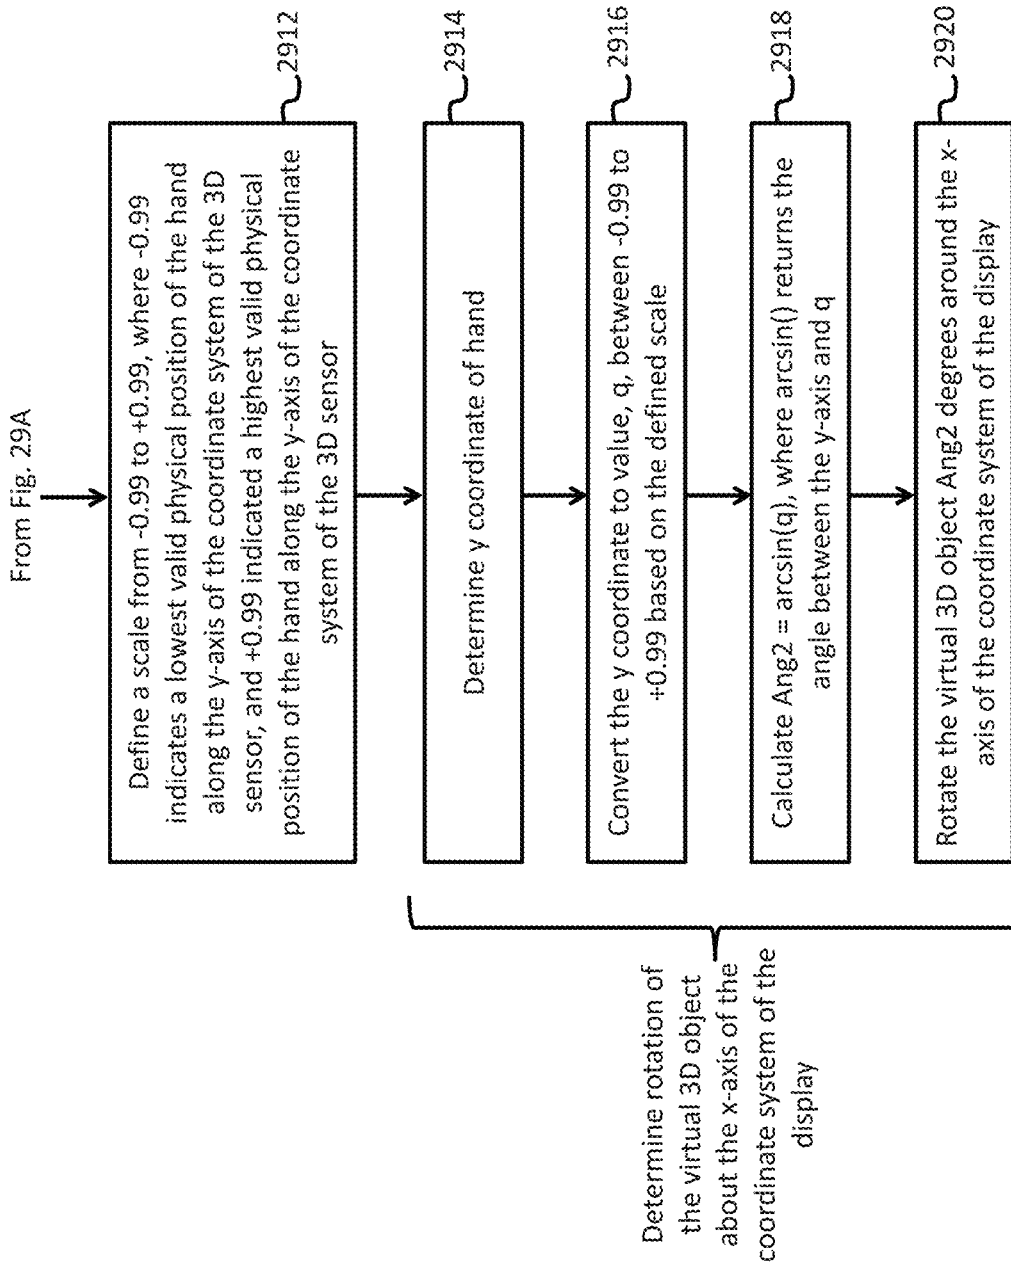 From Fig. 29A
Define a scale from -0.99 to +0.99, where -0.99
indicates a lowest valid physical position of the hand
along the y-axis of the coordinate system of the 3D
sensor, and +0.99 indicated a highest valid physical
position of the hand along the y-axis of the coordinate
system of the 3D sensor
2912
Determine y coordinate of hand
2914
Convert the y coordinate to value, q, between -0.99 to
+0.99 based on the defined scale
2916
Calculate Ang2 = arcsin(q), where arcsin() returns the
angle between the y-axis and q
2918
Rotate the virtual 3D object Ang2 degrees around the x-
axis of the coordinate system of the display
2920
Determine rotation of
the virtual 3D object
about the x-axis of the
coordinate system of the
display